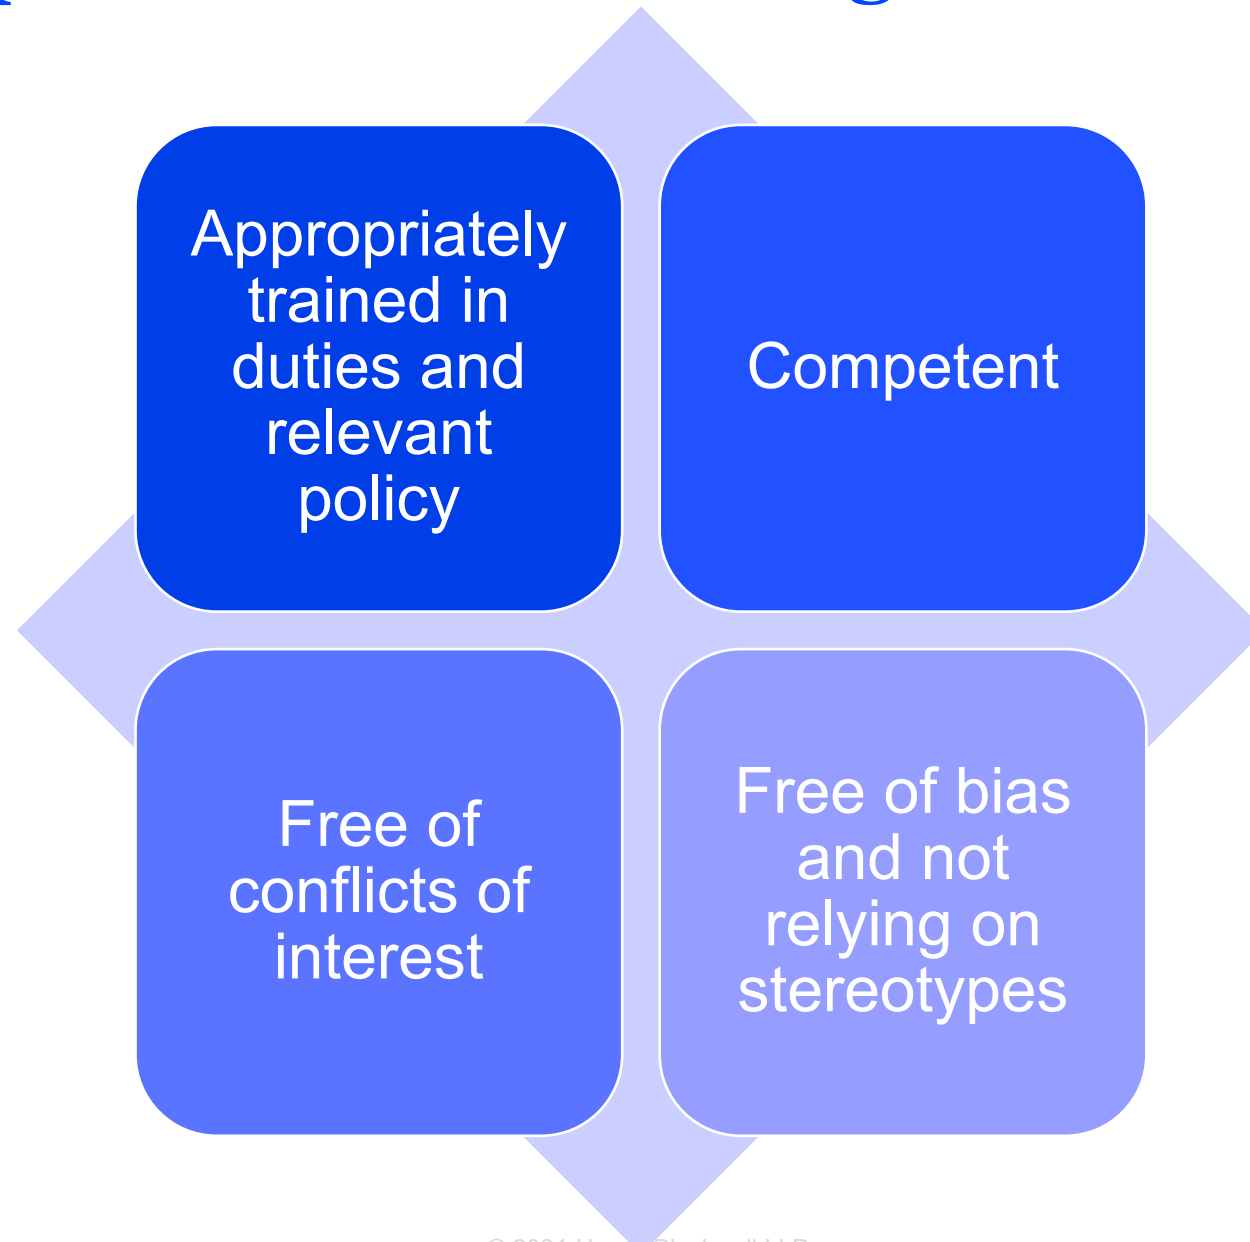 Appropriately
trained in
duties and
relevant
policy
Competent
Free of
conflicts of
interest
Free of bias
and not
relying on
stereotypes